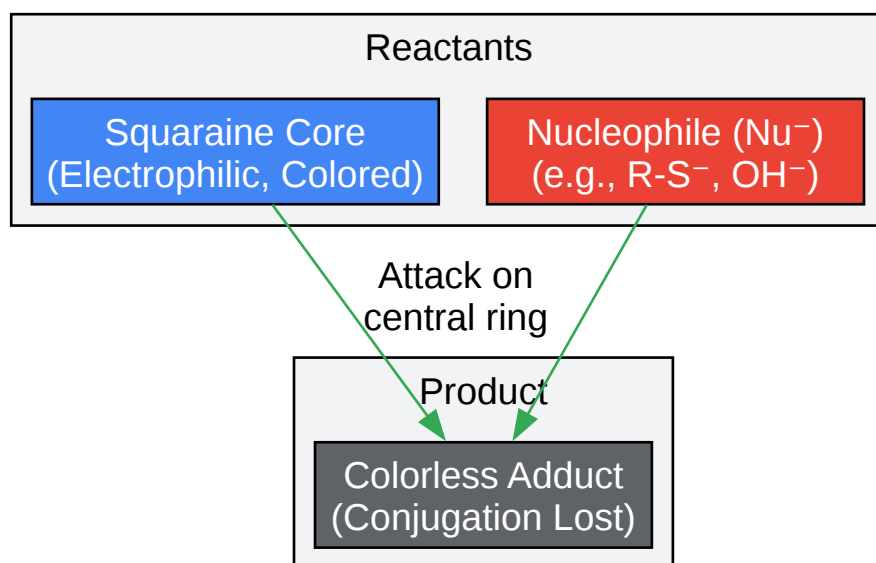 Reactants
Squaraine Core
(Electrophilic, Colored)
Nucleophile (Nu⁻)
(e.g., R-S⁻, OH⁻)
Attack on
central ring
Product
Colorless Adduct
(Conjugation Lost)